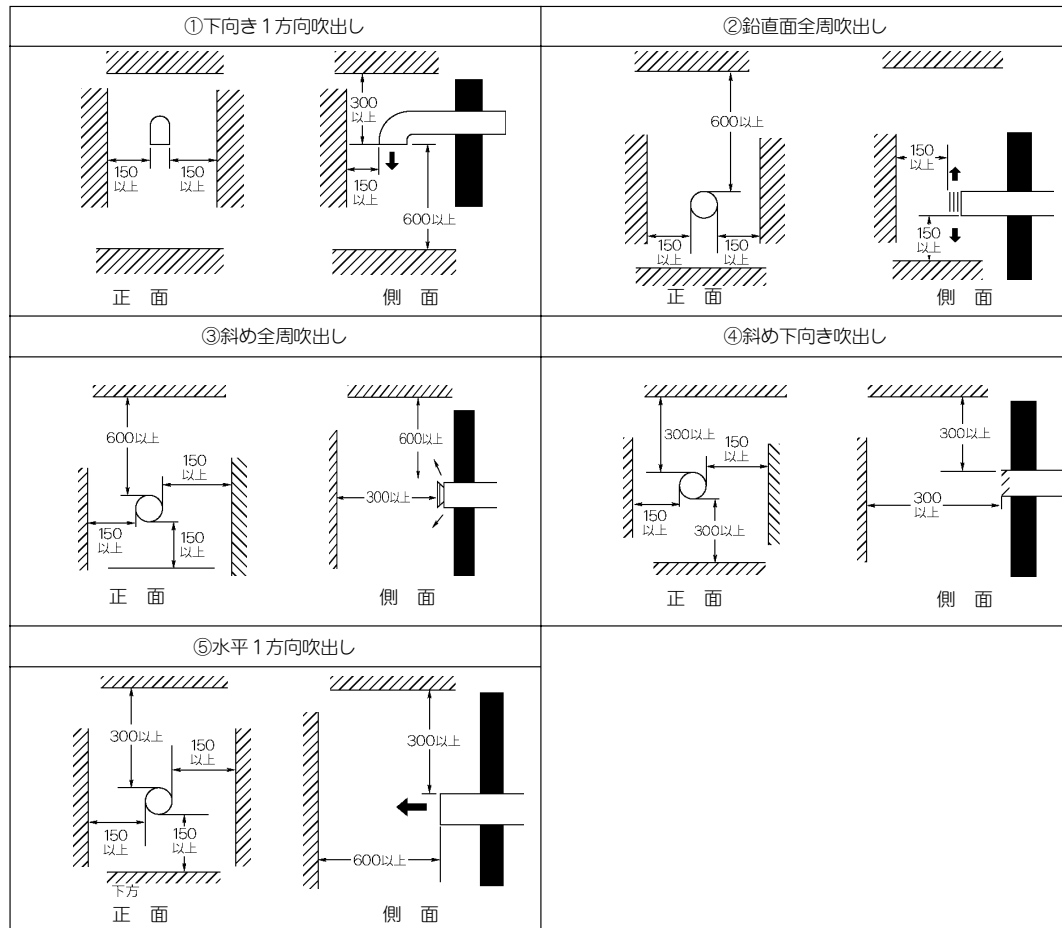 ①下向き１方向吹出し
300
以上
150
以上
150
以上
150
以上
600以上
正 面
側 面
②鉛直面全周吹出し
600以上
150
以上
150
以上
150
以上
150
以上
正 面
側 面
③斜め全周吹出し
600以上
150
以上
150
以上
150
以上
600以上
300以上
正 面
側 面
④斜め下向き吹出し
300以上
150
以上
150
以上
300以上
300以上
300
以上
正 面
側 面
⑤水平１方向吹出し
300以上
150
以上
150
以上
150
以上
下方
300以上
600以上
正 面
側 面